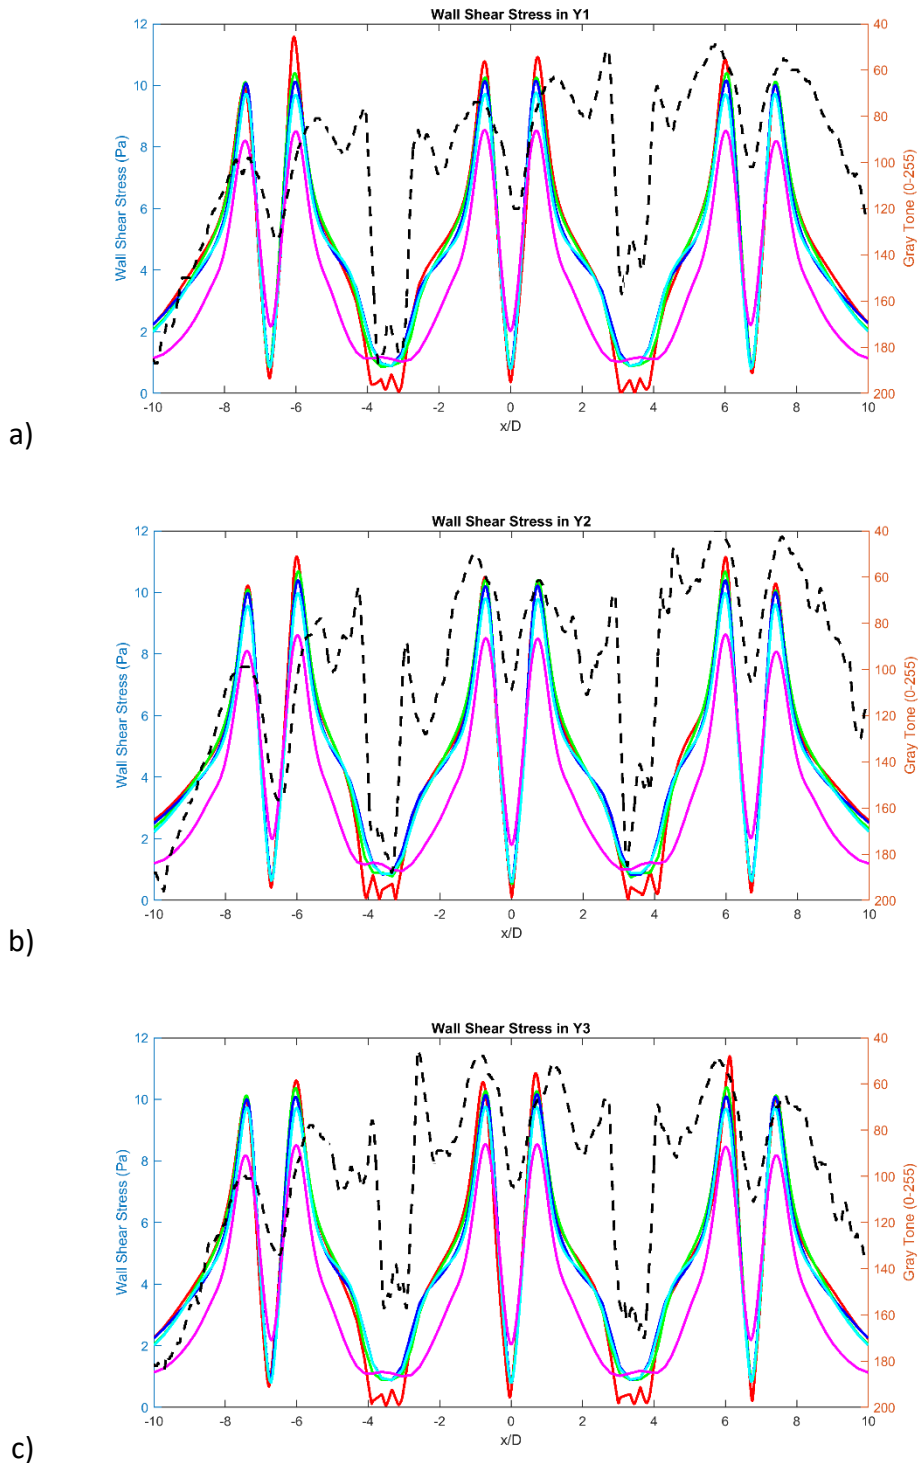 Wall Shear Stress in Y1
12
10
8
6
4
2
0
Wall Shear Stress (Pa)
40
60
80
100
120
140
160
180
200
Gray Tone (0-255)
-10 -8 -6 -4 -2 0 2 4 6 8 10
x/D
a)
Wall Shear Stress in Y2
12
10
8
6
4
2
0
Wall Shear Stress (Pa)
40
60
80
100
120
140
160
180
200
Gray Tone (0-255)
-10 -8 -6 -4 -2 0 2 4 6 8 10
x/D
b)
Wall Shear Stress in Y3
12
10
8
6
4
2
0
Wall Shear Stress (Pa)
40
60
80
100
120
140
160
180
200
Gray Tone (0-255)
-10 -8 -6 -4 -2 0 2 4 6 8 10
x/D
c)